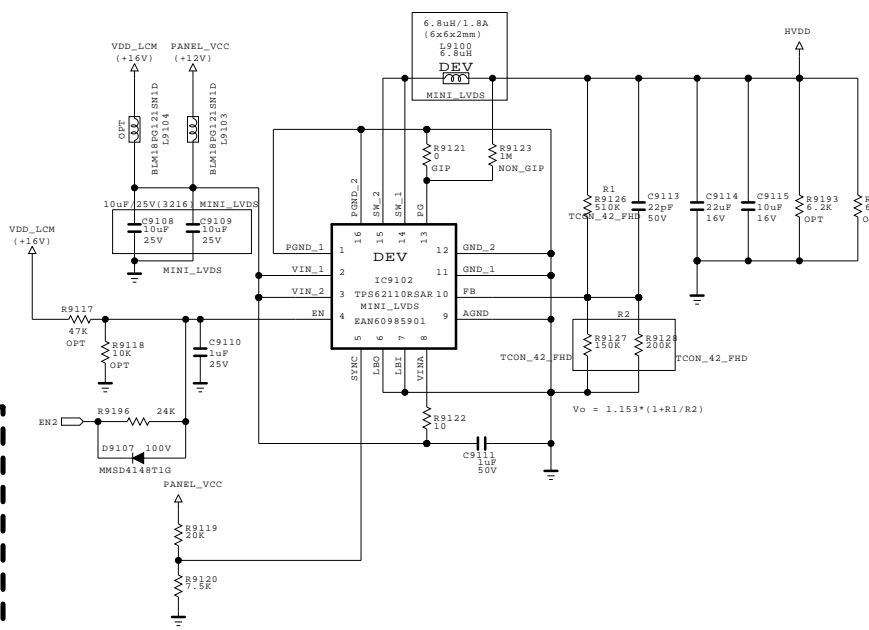 6.8uH/1.8A
(6x6x2mm)
L9100
6.8uH
DEV
MINI_LVDS
HVDD
VDD_LCM
(+16V)
PANEL_VCC
(+12V)
OPT
BLM18PG121SN1D
L9104
BLM18PG121SN1D
L9103
R9121
0
GIP
R9123
1M
NON_GIP
R1
R9126
510K
TCON_42_FHD
C9113
22pF
50V
C9114
22uF
16V
C9115
10uF
16V
R9193
6.2K
OPT
10uF/25V(3216) MINI_LVDS
C9108
10uF
25V
C9109
10uF
25V
MINI_LVDS
VDD_LCM
(+16V)
PGND_2
SW_2
SW_1
PG
16
15
14
13
PGND_1
1
VIN_1
2
VIN_2
3
EN
4
DEV
IC9102
TPS62110RSAR
MINI_LVDS
EAN60985901
12
GND_2
11
GND_1
10
FB
9
AGND
5
6
7
8
SYNC
LBO
LBI
VINA
R9117
47K
OPT
R9118
10K
OPT
C9110
1uF
25V
R2
R9127
150K
TCON_42_FHD
R9128
200K
TCON_42_FHD
Vo = 1.153*(1+R1/R2)
R9122
10
C9111
1uF
50V
EN2
R9196
24K
D9107
100V
MMSD4148T1G
PANEL_VCC
R9119
20K
R9120
7.5K